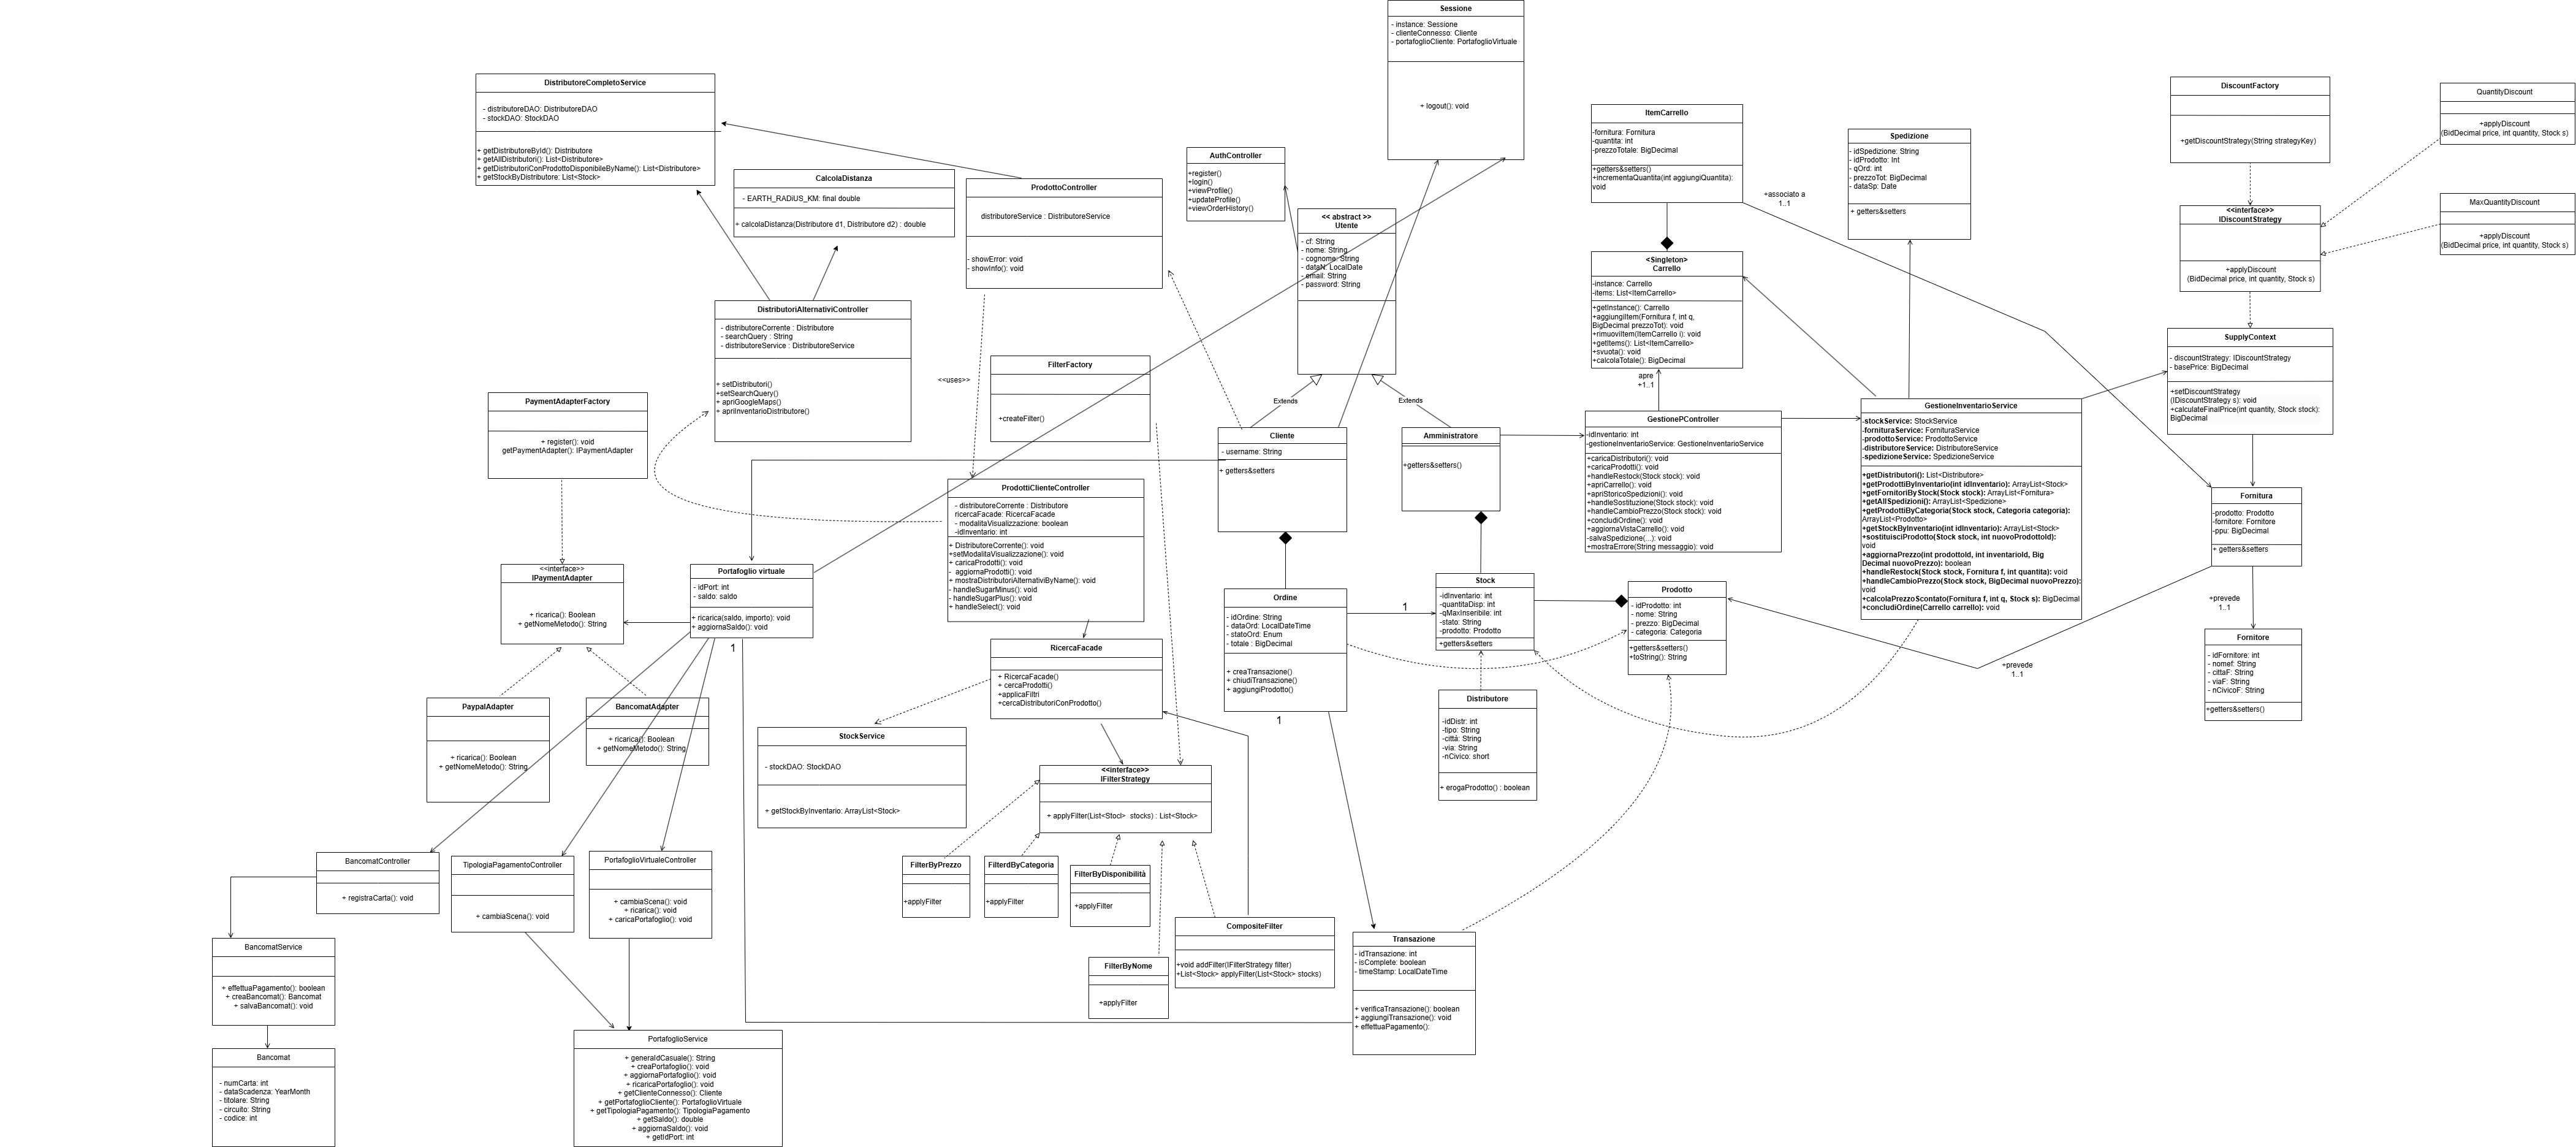 Sessione
- instance: Sessione
- clienteConnesso: Cliente
- portafoglioCliente: PortafoglioVirtuale
+ logout(): void
DistributoreCompletoService
- distributoreDAO: DistributoreDAO
- stockDAO: StockDAO
+ getDistributoreById(): Distributore
+ getAllDistributori(): List<Distributore>
+ getDistributoriConProdottoDisponibileByName(): List<Distributore>
+ getStockByDistributore: List<Stock>
CalcolaDistanza
- EARTH_RADiUS_KM: final double
+ calcolaDistanza(Distributore d1, Distributore d2) : double
ProdottoController
distributoreService : DistributoreService
- showError: void
- showInfo(): void
AuthController
+register()
+login()
+viewProfile()
+updateProfile()
+viewOrderHistory()
<< abstract >>
Utente
- cf: String
- nome: String
- cognome: String
- dataN: LocalDate
- email: String
- password: String
ItemCarrello
-fornitura: Fornitura
-quantita: int
-prezzoTotale: BigDecimal
+getters&setters()
+incrementaQuantita(int aggiungiQuantita):
void
+associato a
1..1
Spedizione
- idSpedizione: String
- idProdotto: Int
- qOrd: int
- prezzoTot: BigDecimal
- dataSp: Date
+ getters&setters
DiscountFactory
+getDiscountStrategy(String strategyKey)
QuantityDiscount
+applyDiscount
(BidDecimal price, int quantity, Stock s)
MaxQuantityDiscount
+applyDiscount
(BidDecimal price, int quantity, Stock s)
<<interface>>
IDiscountStrategy
+applyDiscount
(BidDecimal price, int quantity, Stock s)
<Singleton>
Carrello
-instance: Carrello
-items: List<ItemCarrello>
+getInstance(): Carrello
+aggiungiItem(Fornitura f, int q,
BigDecimal prezzoTot): void
+rimuoviItem(ItemCarrello i): void
+getItems(): List<ItemCarrello>
+svuota(): void
+calcolaTotale(): BigDecimal
apre
+1..1
DistributoriAlternativiController
- distributoreCorrente : Distributore
- searchQuery : String
- distributoreService : DistributoreService
+ setDistributori()
+setSearchQuery()
+ apriGoogleMaps()
+ apriInventarioDistributore()
<<uses>>
FilterFactory
+createFilter()
SupplyContext
- discountStrategy: IDiscountStrategy
- basePrice: BigDecimal
+setDiscountStrategy
(IDiscountStrategy s): void
+calculateFinalPrice(int quantity, Stock stock):
BigDecimal
PaymentAdapterFactory
+ register(): void
getPaymentAdapter(): IPaymentAdapter
Extends
Extends
Cliente
- username: String
+ getters&setters
Amministratore
+getters&setters()
GestionePController
-idInventario: int
-gestioneInventarioService: GestioneInventarioService
+caricaDistributori(): void
+caricaProdotti(): void
+handleRestock(Stock stock): void
+apriCarrello(): void
+apriStoricoSpedizioni(): void
+handleSostituzione(Stock stock): void
+handleCambioPrezzo(Stock stock): void
+concludiOrdine(): void
+aggiornaVistaCarrello(): void
-salvaSpedizione(...): void
+mostraErrore(String messaggio): void
GestioneInventarioService
-stockService: StockService
-fornituraService: FornituraService
-prodottoService: ProdottoService
-distributoreService: DistributoreService
-spedizioneService: SpedizioneService
+getDistributori(): List<Distributore>
+getProdottiByInventario(int idInventario): ArrayList<Stock>
+getFornitoriByStock(Stock stock): ArrayList<Fornitura>
+getAllSpedizioni(): ArrayList<Spedizione>
+getProdottiByCategoria(Stock stock, Categoria categoria):
ArrayList<Prodotto>
+getStockByInventario(int idInventario): ArrayList<Stock>
+sostituisciProdotto(Stock stock, int nuovoProdottoId):
void
+aggiornaPrezzo(int prodottoId, int inventarioId, Big
Decimal nuovoPrezzo): boolean
+handleRestock(Stock stock, Fornitura f, int quantita): void
+handleCambioPrezzo(Stock stock, BigDecimal nuovoPrezzo):
void
+calcolaPrezzoScontato(Fornitura f, int q, Stock s): BigDecimal
+concludiOrdine(Carrello carrello): void
ProdottiClienteController
- distributoreCorrente : Distributore
ricercaFacade: RicercaFacade
- modalitaVisualizzazione: boolean
-idInventario: int
+ DistributoreCorrente(): void
+setModalitaVisualizzazione(): void
+ caricaProdotti(): void
- aggiornaProdotti(): void
+ mostraDistributoriAlternativiByName(): void
- handleSugarMinus(): void
- handleSugarPlus(): void
+ handleSelect(): void
Fornitura
-prodotto: Prodotto
-fornitore: Fornitore
-ppu: BigDecimal
+ getters&setters
<<interface>>
IPaymentAdapter
+ ricarica(): Boolean
+ getNomeMetodo(): String
Portafoglio virtuale
- idPort: int
- saldo: saldo
+ ricarica(saldo, importo): void
+ aggiornaSaldo(): void
1
Ordine
- idOrdine: String
- dataOrd: LocalDateTime
- statoOrd: Enum
- totale : BigDecimal
+ creaTransazione()
+ chiudiTransazione()
+ aggiungiProdotto()
1
1
Stock
-idInventario: int
-quantitaDisp: int
-qMaxInseribile: int
-stato: String
-prodotto: Prodotto
+getters&setters
Prodotto
- idProdotto: int
- nome: String
- prezzo: BigDecimal
- categoria: Categoria
+getters&setters()
+toString(): String
+prevede
1..1
+prevede
1..1
Fornitore
- idFornitore: int
- nomef: String
- cittaF: String
- viaF: String
- nCivicoF: String
+getters&setters()
RicercaFacade
+ RicercaFacade()
+ cercaProdotti()
+applicaFiltri
+cercaDistributoriConProdotto()
PaypalAdapter
+ ricarica(): Boolean
+ getNomeMetodo(): String
BancomatAdapter
+ ricarica(): Boolean
+ getNomeMetodo(): String
StockService
- stockDAO: StockDAO
+ getStockByInventario: ArrayList<Stock>
Distributore
-idDistr: int
-tipo: String
-città: String
-via: String
-nCivico: short
+ erogaProdotto() : boolean
<<interface>>
IFilterStrategy
+ applyFilter(List<Stocl> stocks) : List<Stock>
BancomatController
+ registraCarta(): void
TipologiaPagamentoController
+ cambiaScena(): void
PortafoglioVirtualeController
+ cambiaScena(): void
+ ricarica(): void
+ caricaPortafoglio(): void
FilterByPrezzo
+applyFilter
FilterdByCategoria
+applyFilter
FilterByDisponibilità
+applyFilter
CompositeFilter
+void addFilter(IFilterStrategy filter)
+List<Stock> applyFilter(List<Stock> stocks)
FilterByNome
+applyFilter
Transazione
- idTransazione: int
- isComplete: boolean
- timeStamp: LocalDateTime
+ verificaTransazione(): boolean
+ aggiungiTransazione(): void
+ effettuaPagamento():
BancomatService
+ effettuaPagamento(): boolean
+ creaBancomat(): Bancomat
+ salvaBancomat(): void
Bancomat
- numCarta: int
- dataScadenza: YearMonth
- titolare: String
- circuito: String
- codice: int
PortafoglioService
+ generaIdCasuale(): String
+ creaPortafoglio(): void
+ aggiornaPortafoglio(): void
+ ricaricaPortafoglio(): void
+ getClienteConnesso(): Cliente
+ getPortafoglioCliente(): PortafoglioVirtuale
+ getTipologiaPagamento(): TipologiaPagamento
+ getSaldo(): double
+ aggiornaSaldo(): void
+ getIdPort: int